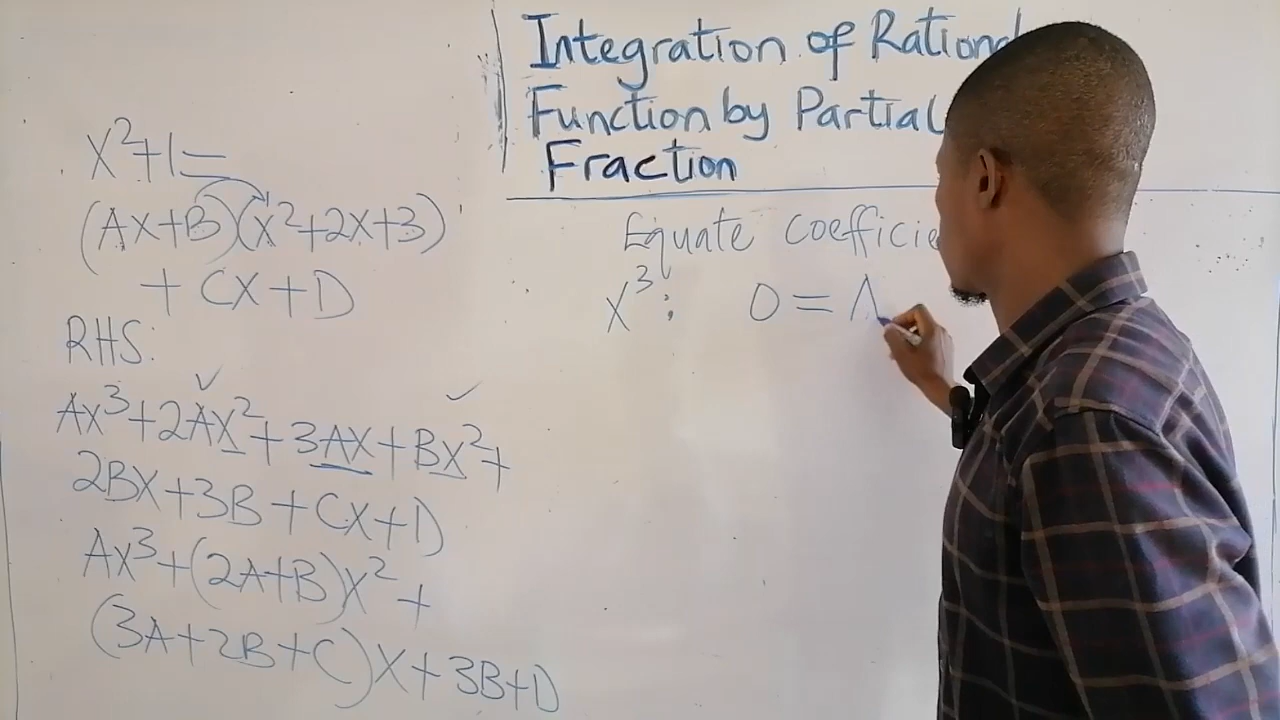 Integration of Rational
Function by Partial
Fraction
x²+1=
(Ax+B)(x²+2x+3)
+ Cx+D
RHS:
Ax³+2Ax²+3Ax+Bx²+
2Bx+3B+Cx+D
Ax³+(2A+B)x²+
(3A+2B+C)x+3B+D
Equate
x³: 0=A